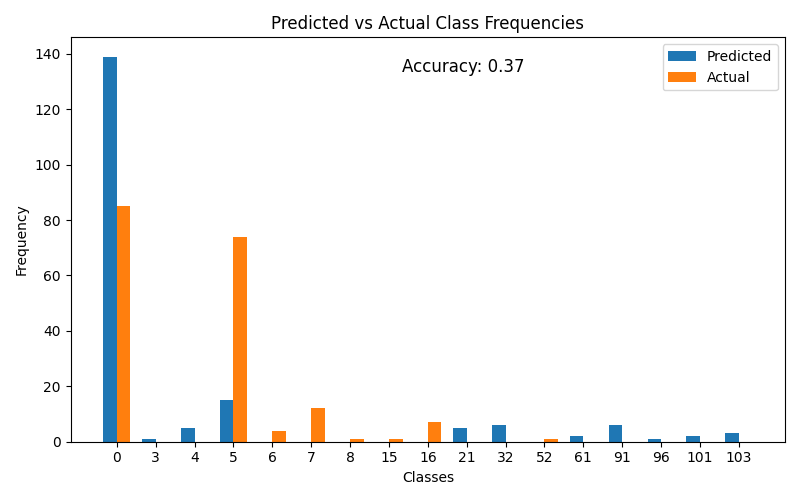 Predicted vs Actual Class Frequencies
Accuracy: 0.37
Predicted
Actual
Frequency
140
120
100
80
60
40
20
0
0 3 4 5 6 7 8 15 16 21 32 52 61 91 96 101 103
Classes